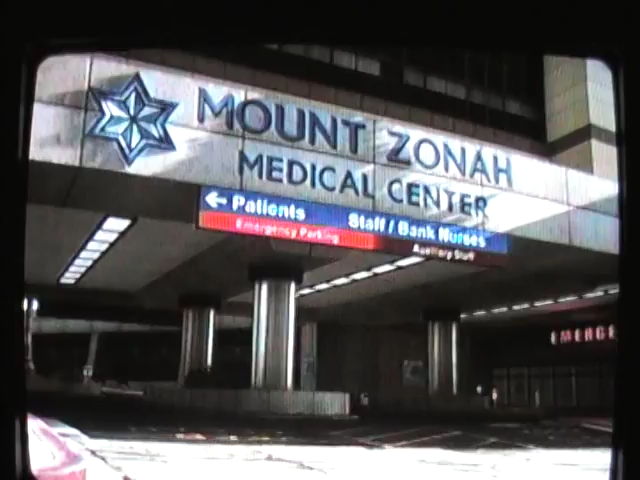 MOUNT ZONAH
MEDICAL CENTER
← Patients Staff / Bank Nurses
Emergency Parking Auxiliary Staff
EMERGE